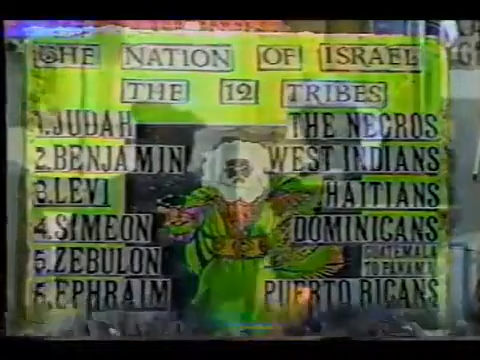 THE NATION OF ISRAEL
THE 12 TRIBES
1. JUDAH THE NEGROS
2. BENJAMIN WEST INDIANS
3. LEVI HAITIANS
4. SIMEON DOMINICANS
5. ZEBULON GUATEMALA TO PANAMA
6. EPHRAIM PUERTO RICANS